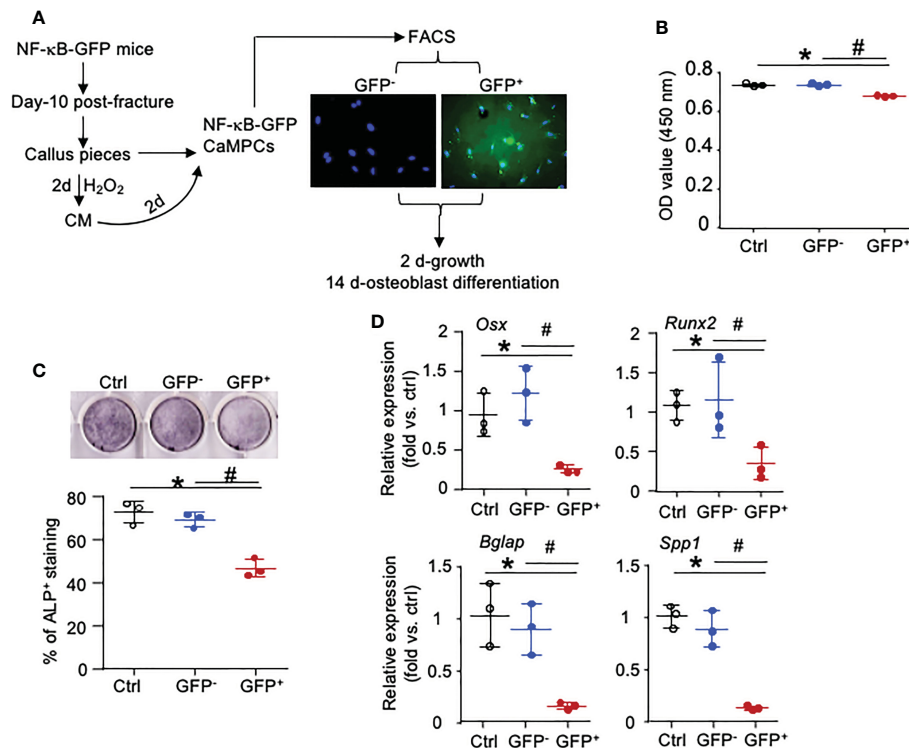 A
NF-κB-GFP mice
Day-10 post-fracture
Callus pieces
2d H₂O₂
CM
2d
NF-κB-GFP
CaMPCs
FACS
GFP⁻ GFP⁺
2 d-growth
14 d-osteoblast differentiation
B
* #
OD value (450 nm)
0.8
0.6
0.4
0.2
0
Ctrl GFP⁻ GFP⁺
C
Ctrl GFP⁻ GFP⁺
* #
% of ALP⁺ staining
80
60
40
20
0
Ctrl GFP⁻ GFP⁺
D
Osx
* #
Relative expression
(fold vs. ctrl)
2
1.5
1
0.5
0
Ctrl GFP⁻ GFP⁺
Runx2
* #
2
1.5
1
0.5
0
Ctrl GFP⁻ GFP⁺
Bglap
* #
Relative expression
(fold vs. ctrl)
1.5
1
0.5
0
Ctrl GFP⁻ GFP⁺
Spp1
* #
1.5
1
0.5
0
Ctrl GFP⁻ GFP⁺